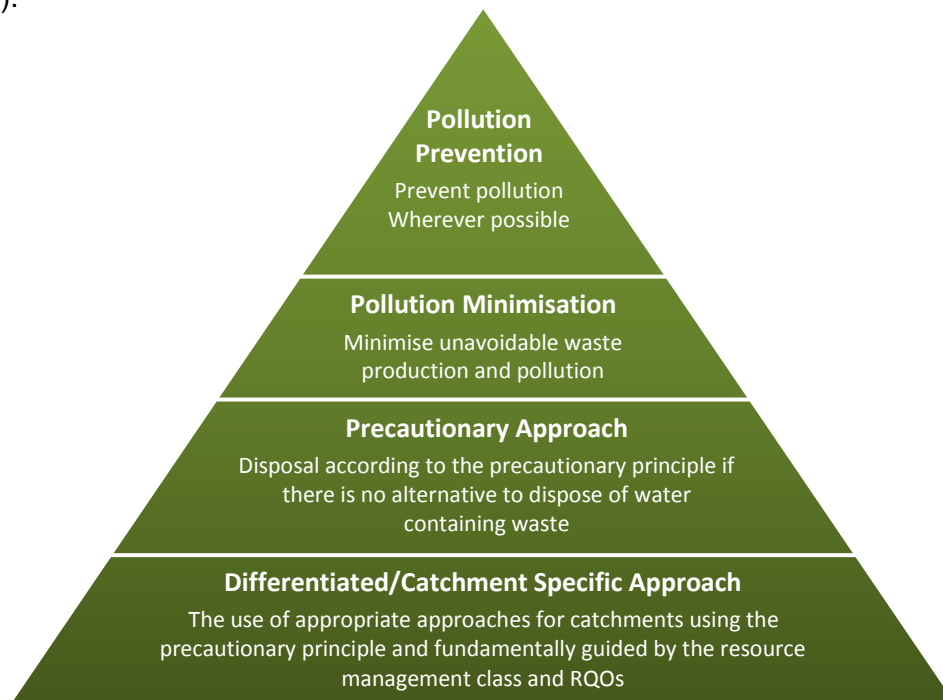 ).
Pollution
Prevention
Prevent pollution
Wherever possible
Pollution Minimisation
Minimise unavoidable waste
production and pollution
Precautionary Approach
Disposal according to the precautionary principle if
there is no alternative to dispose of water
containing waste
Differentiated/Catchment Specific Approach
The use of appropriate approaches for catchments using the
precautionary principle and fundamentally guided by the resource
management class and RQOs